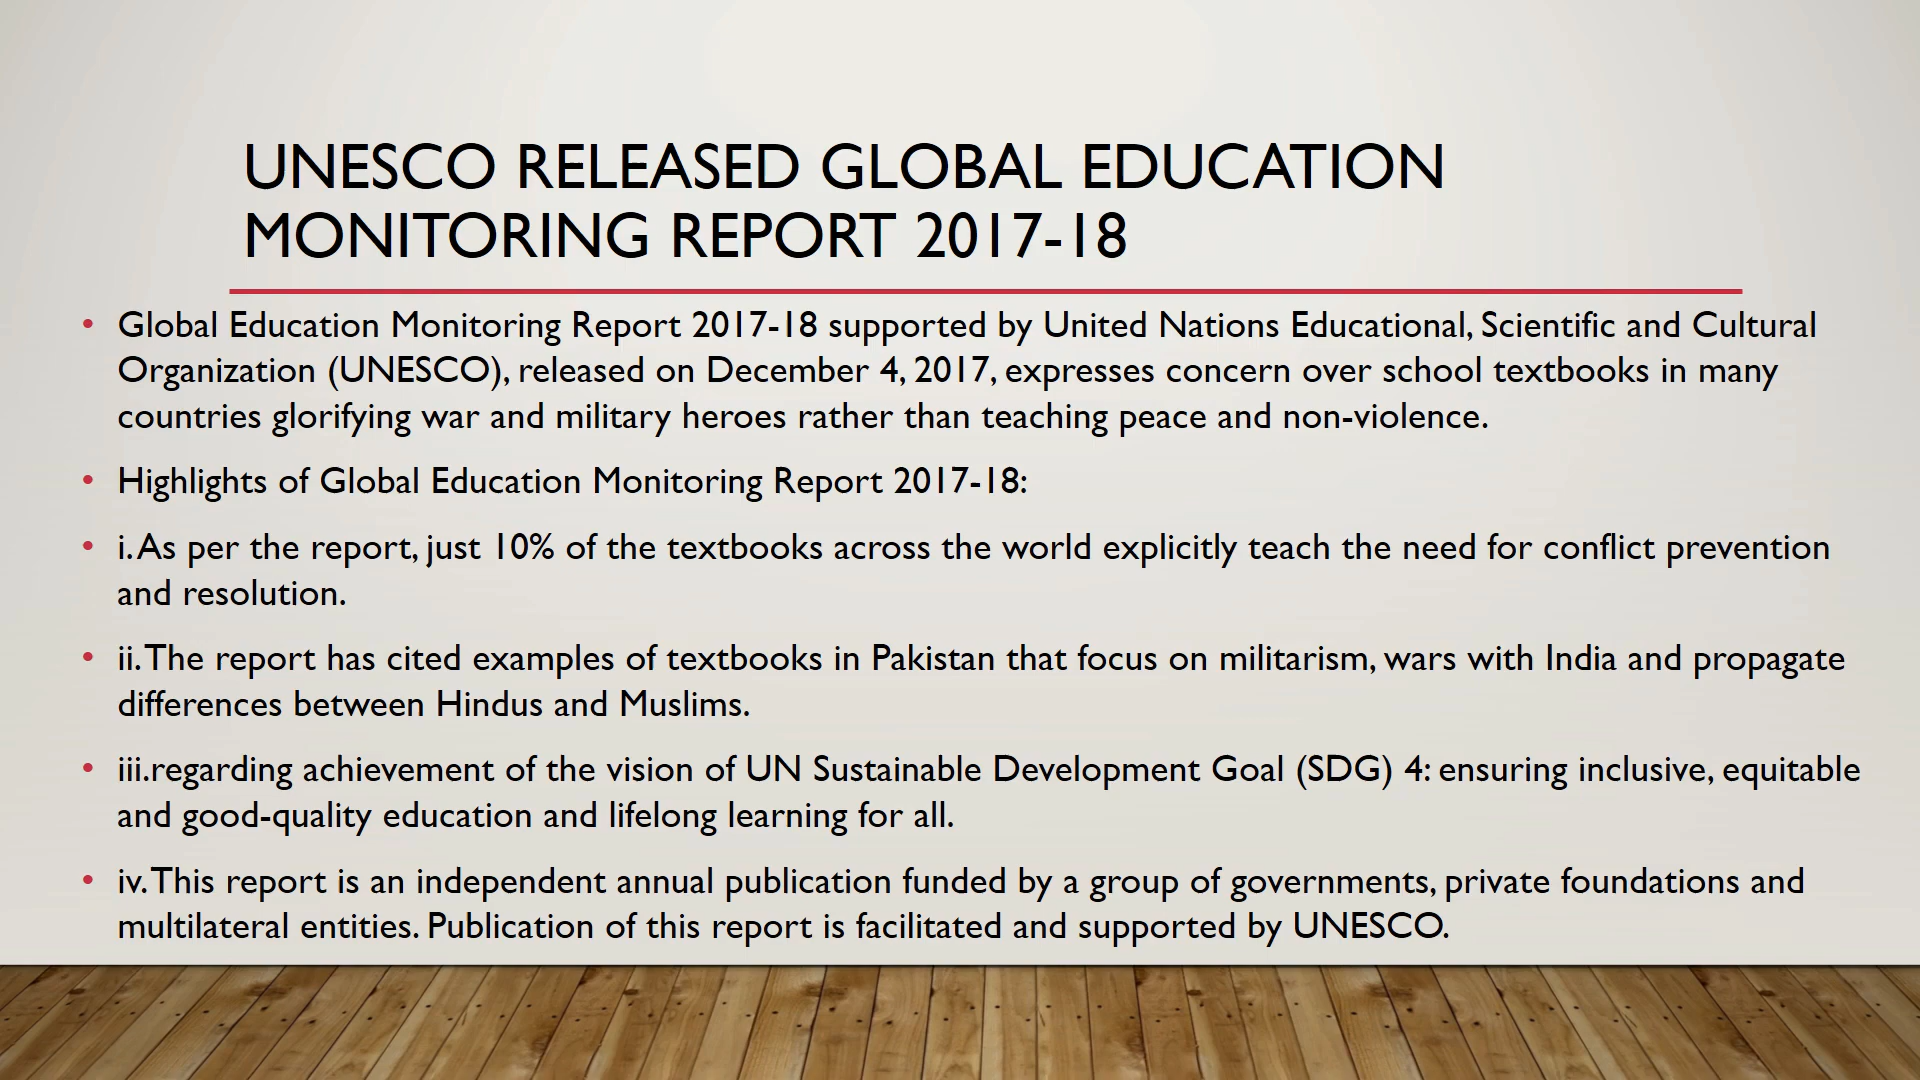 UNESCO RELEASED GLOBAL EDUCATION
MONITORING REPORT 2017-18
• Global Education Monitoring Report 2017-18 supported by United Nations Educational, Scientific and Cultural
Organization (UNESCO), released on December 4, 2017, expresses concern over school textbooks in many
countries glorifying war and military heroes rather than teaching peace and non-violence.
• Highlights of Global Education Monitoring Report 2017-18:
• i. As per the report, just 10% of the textbooks across the world explicitly teach the need for conflict prevention
and resolution.
• ii. The report has cited examples of textbooks in Pakistan that focus on militarism, wars with India and propagate
differences between Hindus and Muslims.
• iii.regarding achievement of the vision of UN Sustainable Development Goal (SDG) 4: ensuring inclusive, equitable
and good-quality education and lifelong learning for all.
• iv. This report is an independent annual publication funded by a group of governments, private foundations and
multilateral entities. Publication of this report is facilitated and supported by UNESCO.